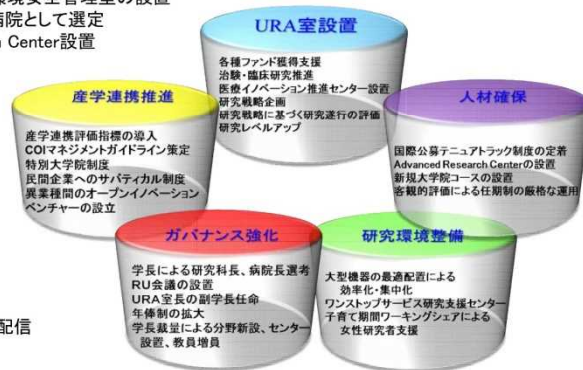 環境安全管理室の設置
病院として選定
Center設置
URA室設置
各種ファンド獲得支援
治験・臨床研究推進
医療イノベーション推進センター設置
研究戦略企画
研究戦略に基づく研究遂行の評価
研究レベルアップ
産学連携推進
産学連携評価指標の導入
COIマネジメントガイドライン策定
特別大学院制度
民間企業へのサバティカル制度
異業種間のオープンイノベーション
ベンチャーの設立
人材確保
国際公募テニュアトラック制度の定着
Advanced Research Centerの設置
新規大学院コースの設置
客観的評価による任期制の厳格な運用
ガバナンス強化
学長による研究科長、病院長選考
RU会議の設置
URA室長の副学長任命
年俸制の拡大
学長裁量による分野新設、センター
設置、教員増員
研究環境整備
大型機器の最適配置による
効率化・集中化
ワンストップサービス研究支援センター
子育て期間ワーキングシェアによる
女性研究者支援
配信